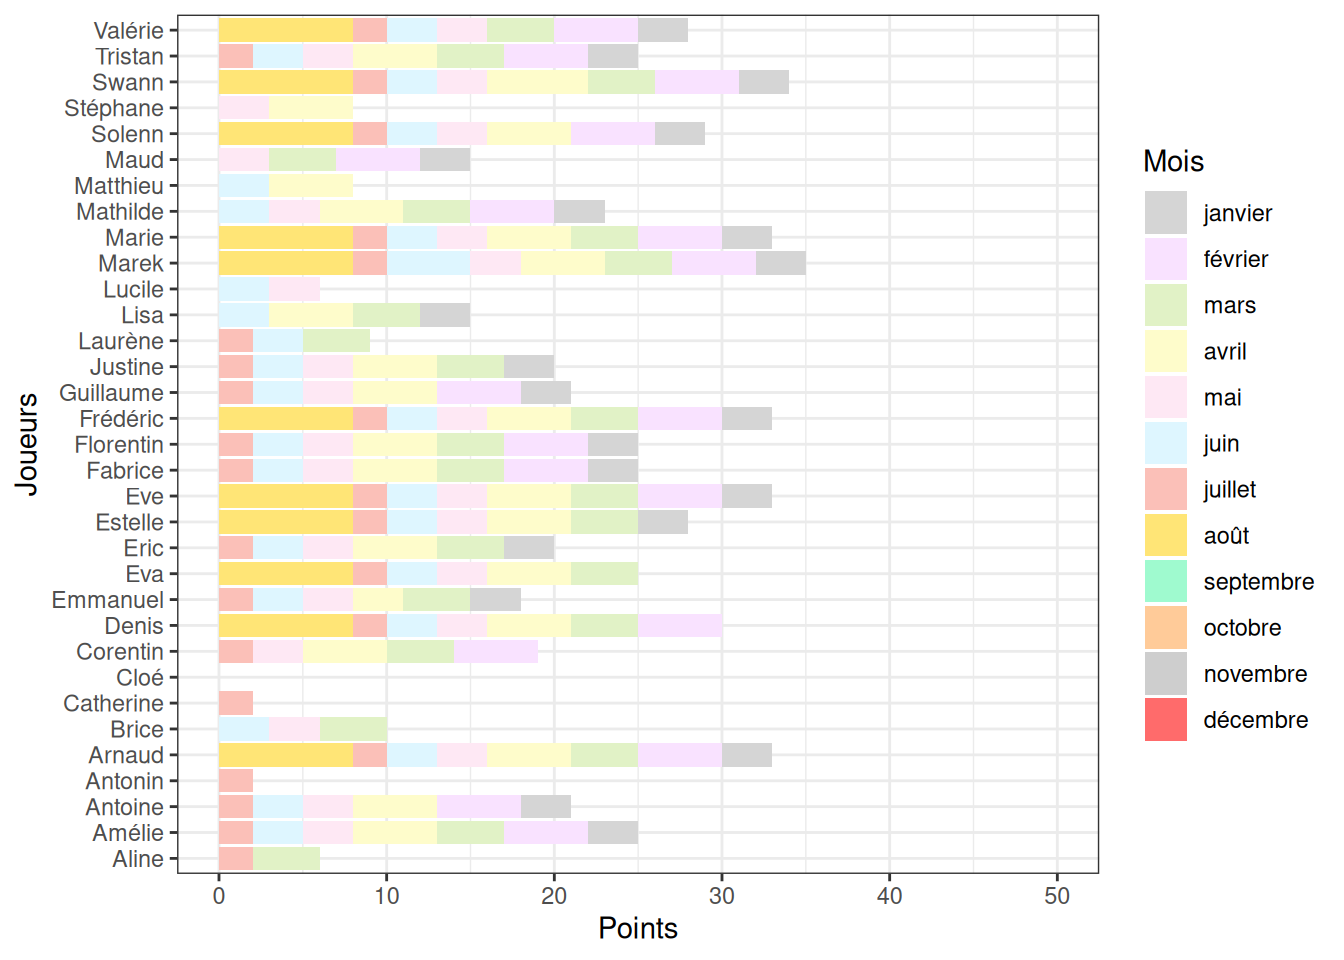 Valérie
Tristan
Swann
Stéphane
Solenn
Maud
Matthieu
Mathilde
Marie
Marek
Lucile
Lisa
Laurène
Justine
Guillaume
Frédéric
Florentin
Fabrice
Eve
Estelle
Eric
Eva
Emmanuel
Denis
Corentin
Cloé
Catherine
Brice
Arnaud
Antonin
Antoine
Amélie
Aline
Joueurs
0 10 20 30 40 50
Points
Mois
janvier
février
mars
avril
mai
juin
juillet
août
septembre
octobre
novembre
décembre